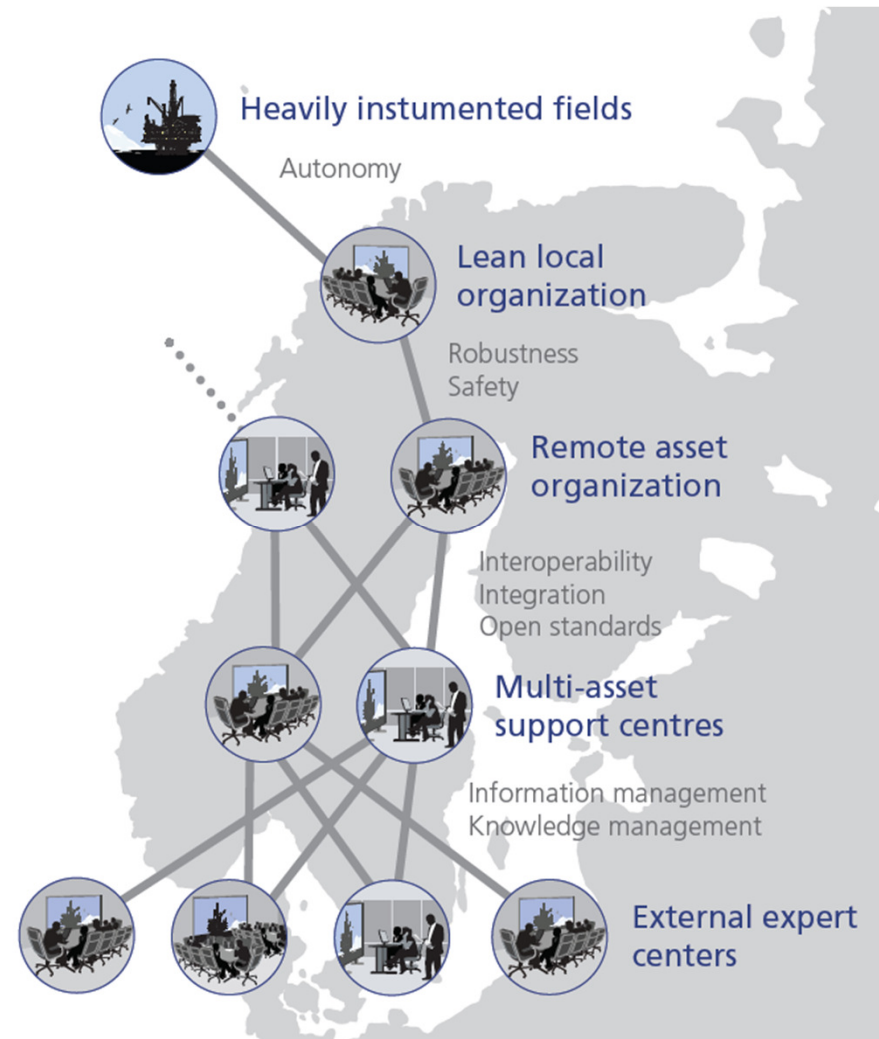 Heavily instumented fields
Autonomy
Lean local
organization
Robustness
Safety
Remote asset
organization
Interoperability
Integration
Open standards
Multi-asset
support centres
Information management
Knowledge management
External expert
centers